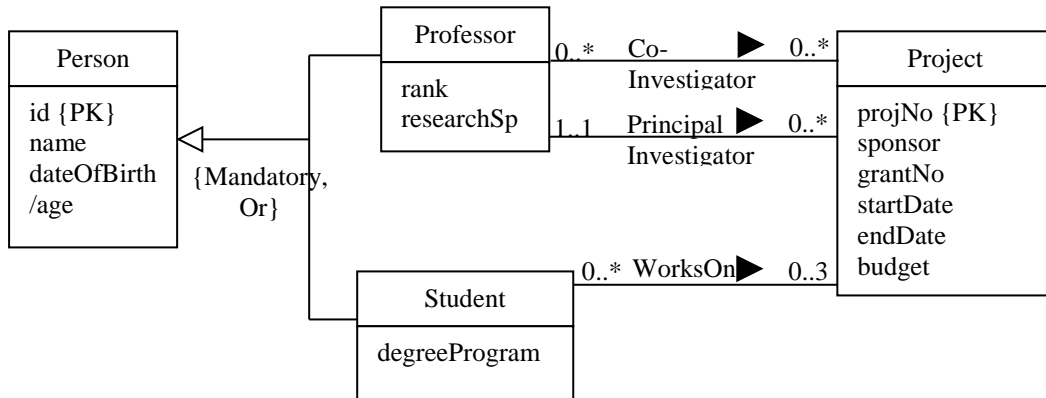 Person
id {PK}
name
dateOfBirth
/age
{Mandatory,
Or}
Professor
rank
researchSp
0..* Co-
Investigator
0..*
1..1 Principal
Investigator
0..*
Student
degreeProgram
0..* WorksOn 0..3
Project
projNo {PK}
sponsor
grantNo
startDate
endDate
budget